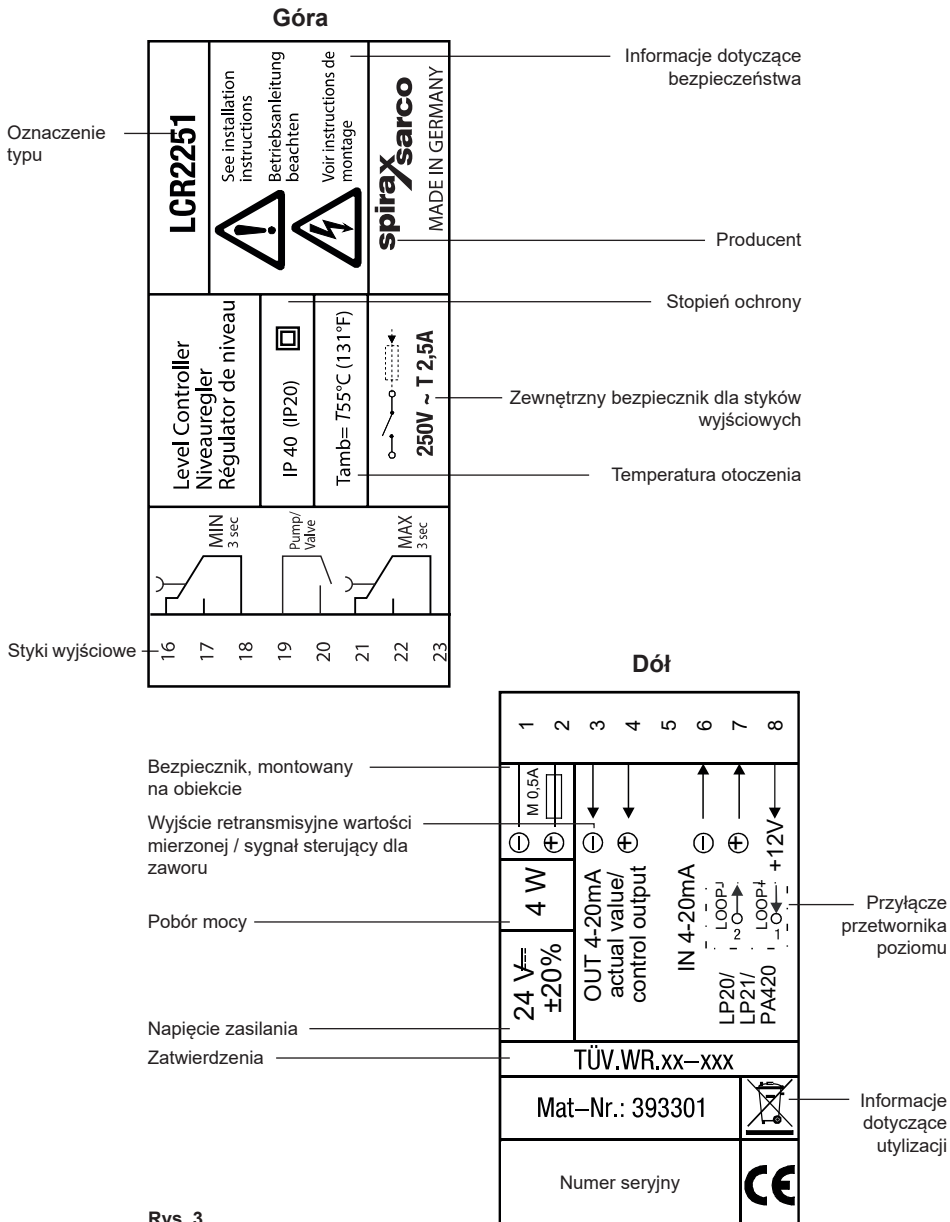 Góra
Oznaczenie
typu
LCR2251
See installation
instructions
Betriebsanleitung
beachten
Voir instructions de
montage
spirax
sarco
MADE IN GERMANY
Informacje dotyczące
bezpieczeństwa
Producent
Level Controller
Niveauregler
Régulator de niveau
IP 40 (IP20)
Tamb= T55°C (131°F)
250V ~ T 2,5A
Stopień ochrony
Zewnętrzny bezpiecznik dla styków
wyjściowych
Temperatura otoczenia
MIN
3 sec
Pump/
Valve
MAX
3 sec
Styki wyjściowe
16
17
18
19
20
21
22
23
Dół
1
2
3
4
5
6
7
8
Bezpiecznik, montowany
na obiekcie
Wyjście retransmisyjne wartości
mierzonej / sygnał sterujący dla
zaworu
Pobór mocy
Napięcie zasilania
Zatwierdzenia
M 0,5A
4 W
24 V
±20%
OUT 4-20mA
actual value/
control output
IN 4-20mA
+12V
LOOP-
2
LOOP+
1
LP20/
LP21/
PA420
Przyłącze
przetwornika
poziomu
TÜV.WR.xx–xxx
Mat–Nr.: 393301
Informacje
dotyczące
utylizacji
Numer seryjny
CE
Rys. 3